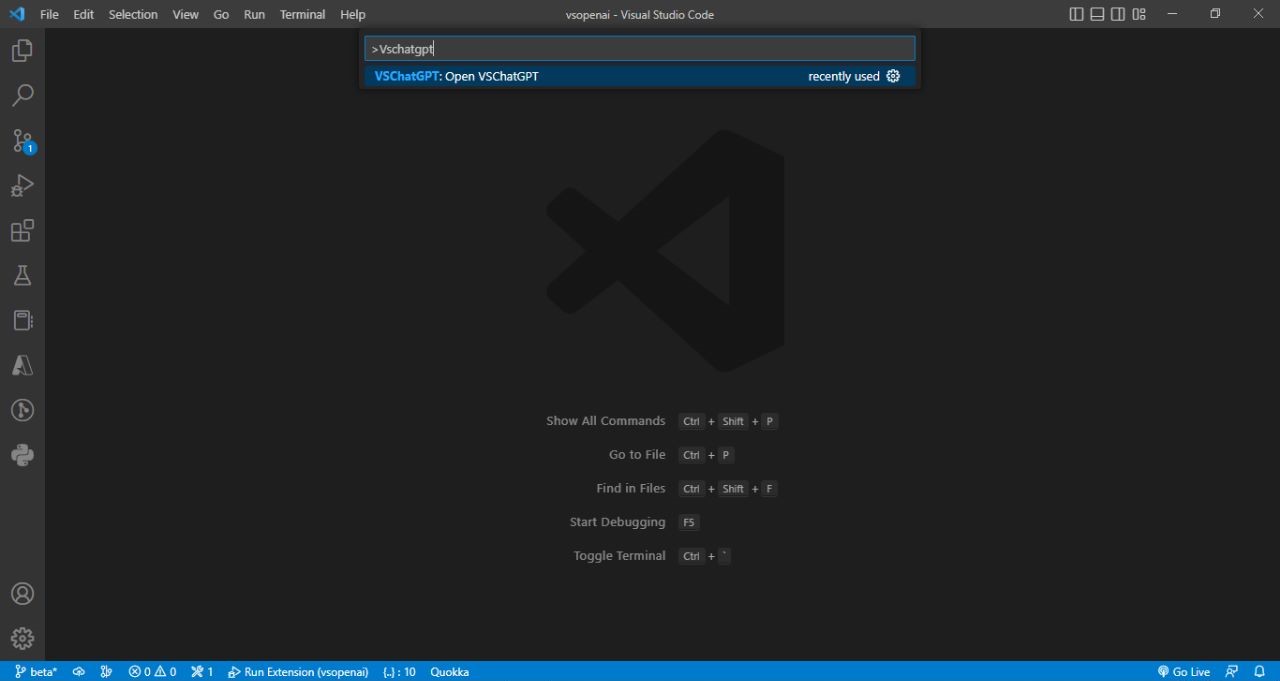 File Edit Selection View Go Run Terminal Help vsopenai - Visual Studio Code
>Vschatgpt
VSChatGPT: Open VSChatGPT recently used
1
Show All Commands Ctrl + Shift + P
Go to File Ctrl + P
Find in Files Ctrl + Shift + F
Start Debugging F5
Toggle Terminal Ctrl + `
beta* 0 0 1 Run Extension (vsopenai) {..} : 10 Quokka Go Live